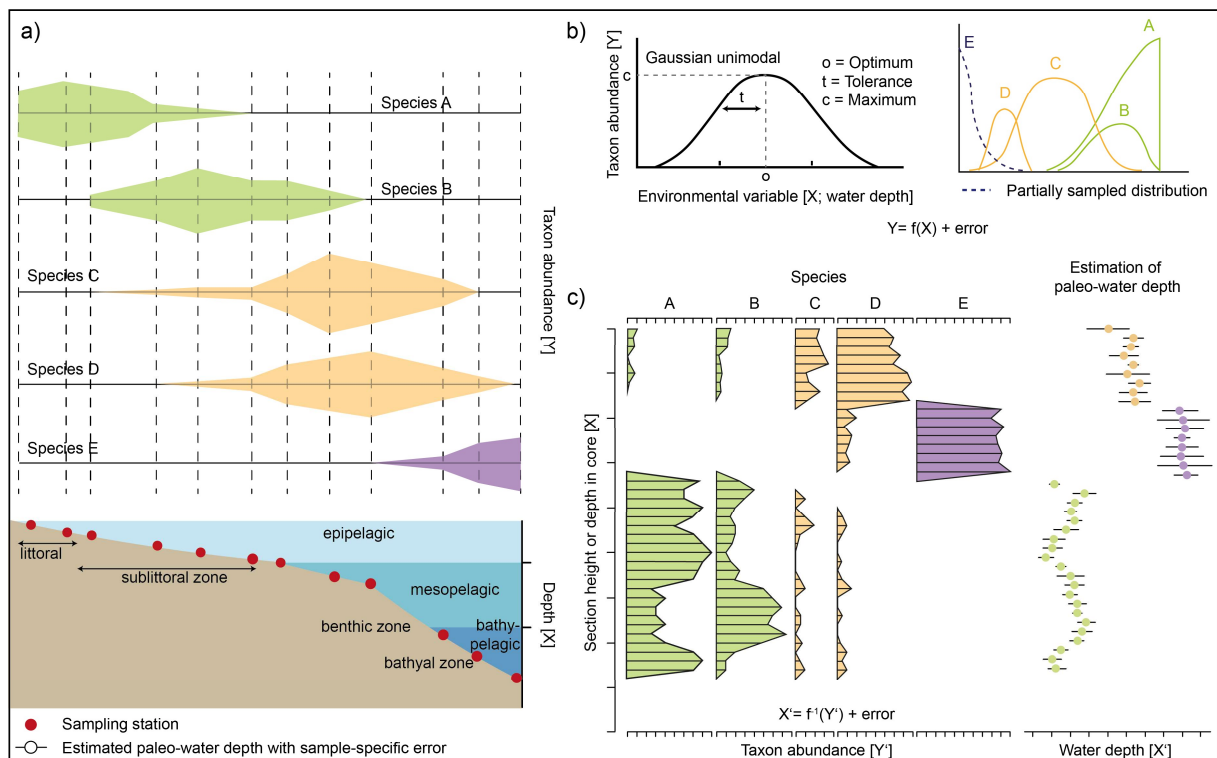 a)
Species A
Species B
Species C
Species D
Species E
Taxon abundance [Y]
epipelagic
littoral
sublittoral zone
mesopelagic
benthic zone
bathy-
pelagic
bathyal zone
Depth [X]
Sampling station
Estimated paleo-water depth with sample-specific error
b)
Taxon abundance [Y]
Gaussian unimodal
o = Optimum
t = Tolerance
c = Maximum
c
t
o
Environmental variable [X; water depth]
E
D
C
A
B
Partially sampled distribution
Y= f(X) + error
c)
Species
A B C D E
Estimation of
paleo-water depth
Section height or depth in core [X]
X‘= f⁻¹(Y‘) + error
Taxon abundance [Y‘]
Water depth [X‘]